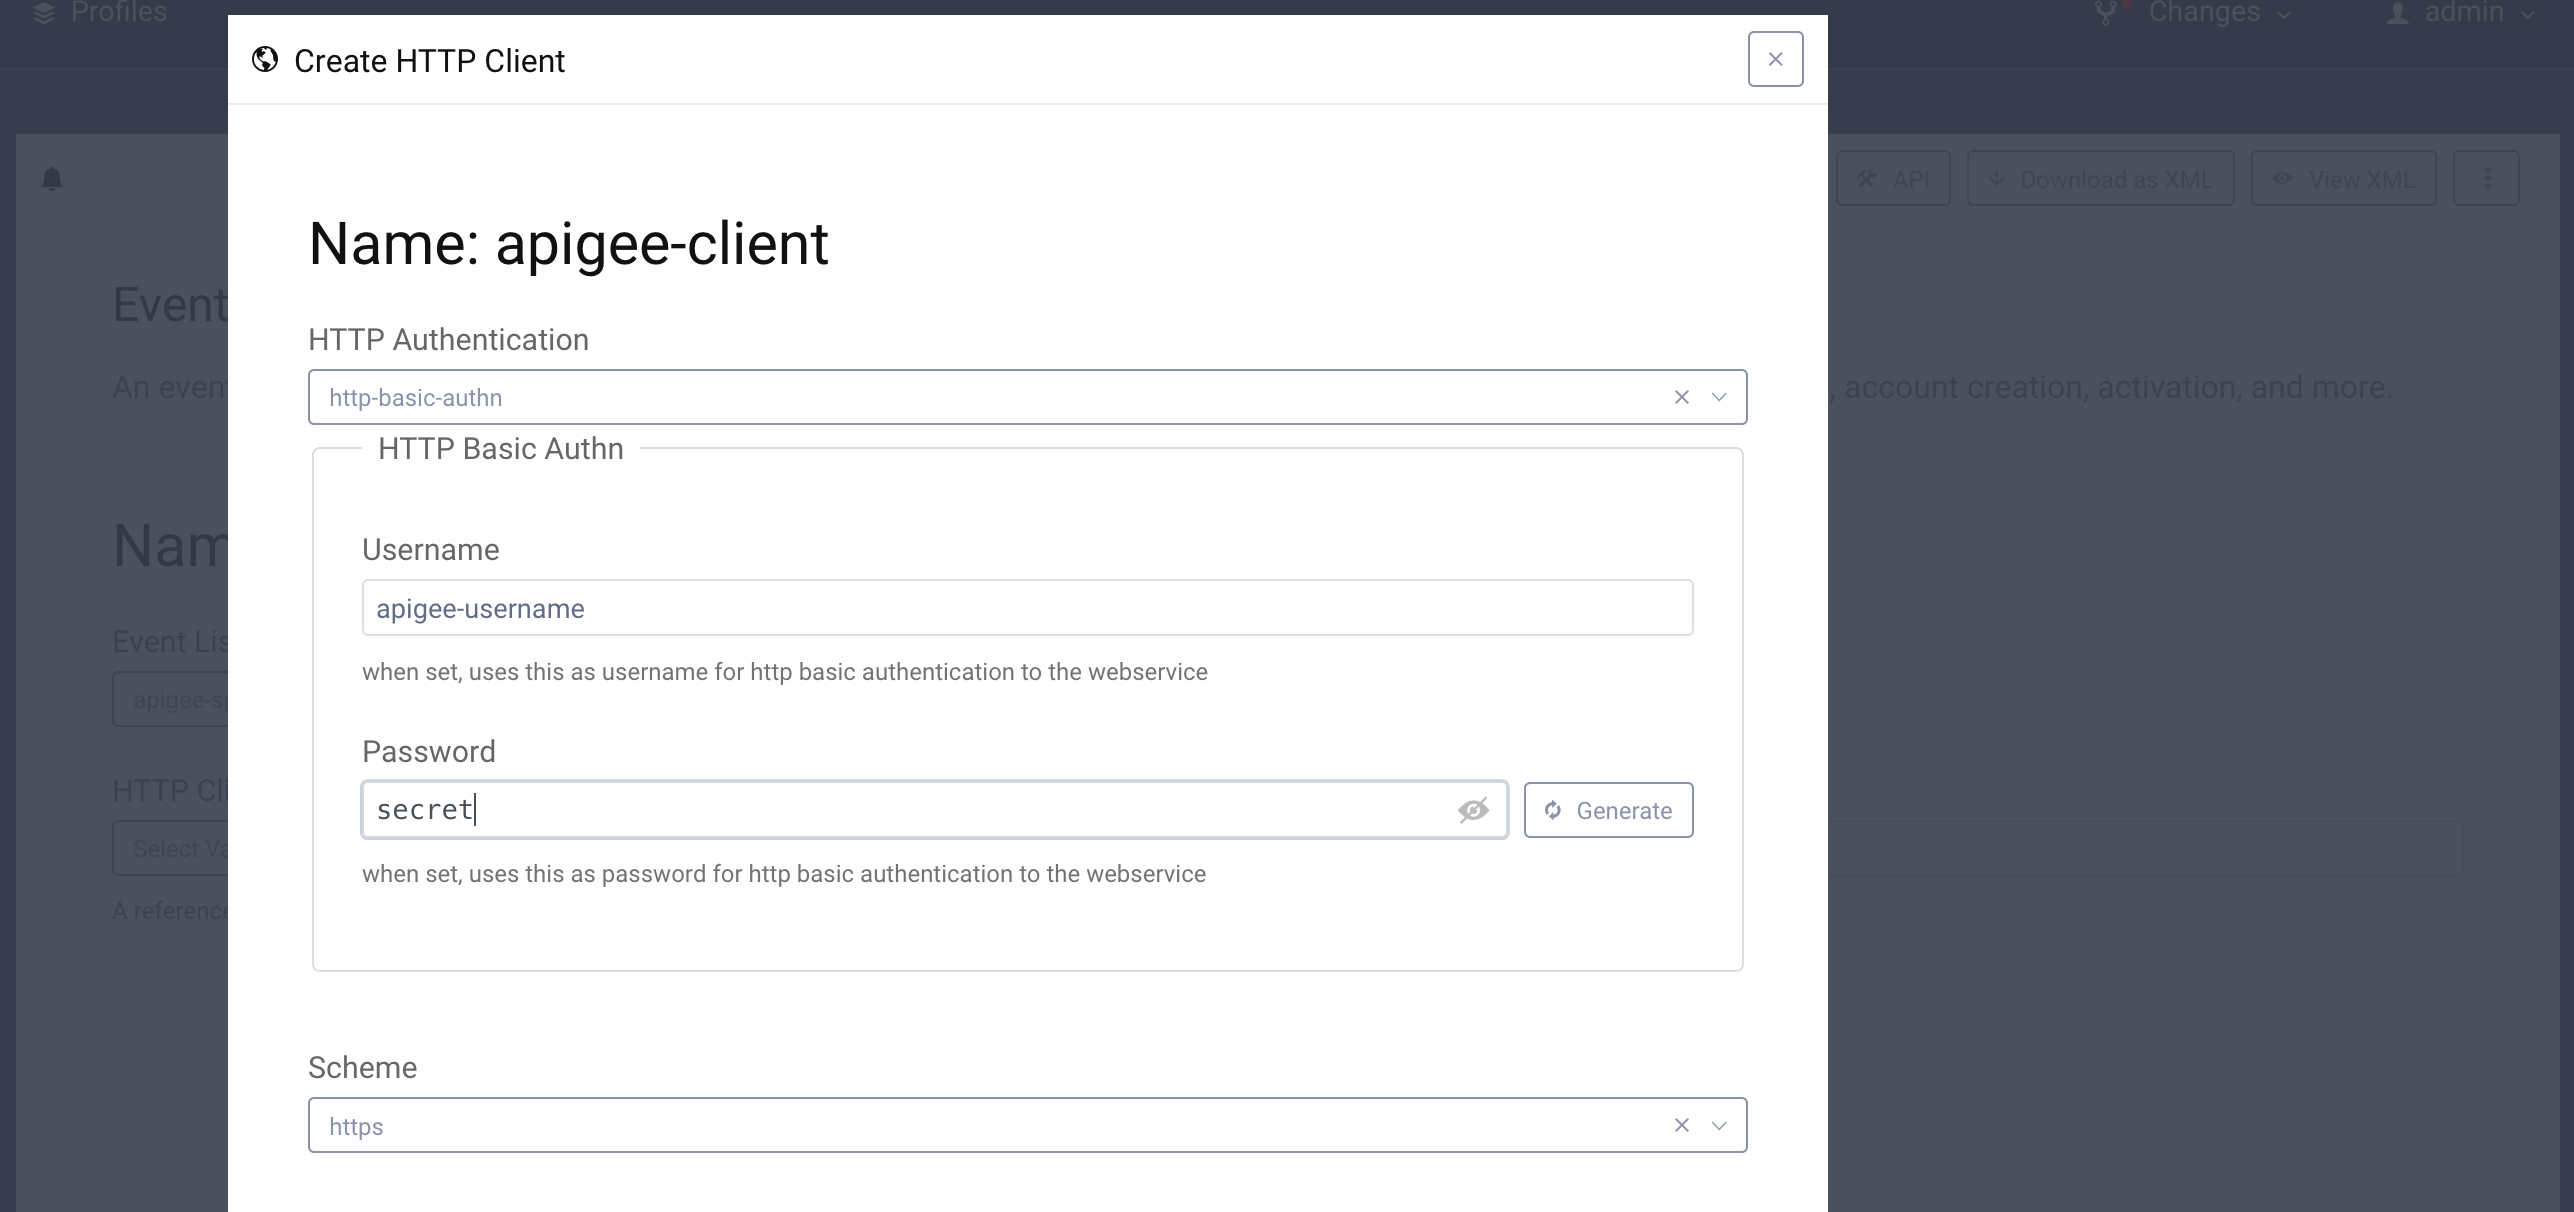 Profiles
Changes
admin
Create HTTP Client
API
Download as XML
View XML
Name: apigee-client
Event
HTTP Authentication
An event
, account creation, activation, and more.
http-basic-authn
HTTP Basic Authn
Nam
Username
apigee-username
Event Lis
when set, uses this as username for http basic authentication to the webservice
apigee-sp
Password
HTTP Cli
secret
Generate
Select Va
when set, uses this as password for http basic authentication to the webservice
A reference
Scheme
https